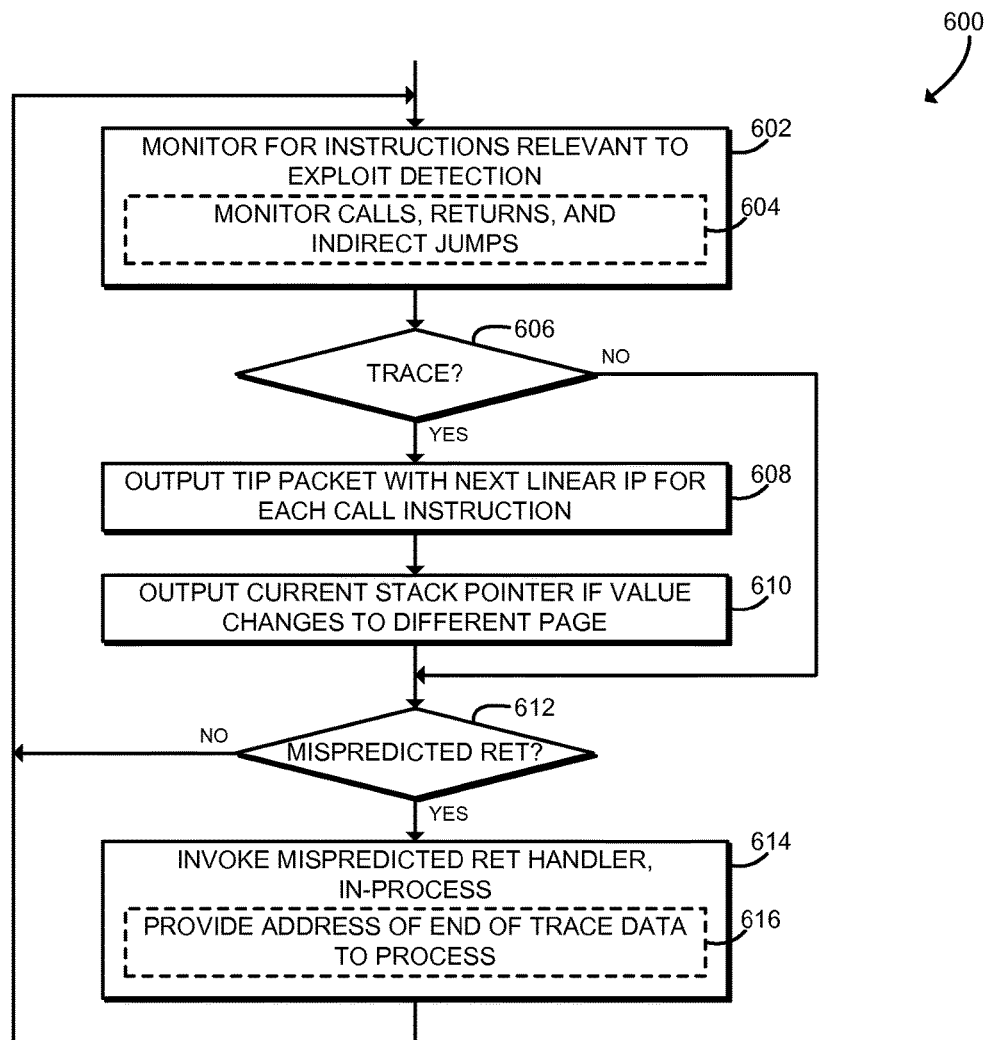 600
MONITOR FOR INSTRUCTIONS RELEVANT TO
EXPLOIT DETECTION
602
MONITOR CALLS, RETURNS, AND
INDIRECT JUMPS
604
606
TRACE?
NO
YES
OUTPUT TIP PACKET WITH NEXT LINEAR IP FOR
EACH CALL INSTRUCTION
608
OUTPUT CURRENT STACK POINTER IF VALUE
CHANGES TO DIFFERENT PAGE
610
612
NO
MISPREDICTED RET?
YES
INVOKE MISPREDICTED RET HANDLER,
IN-PROCESS
614
PROVIDE ADDRESS OF END OF TRACE DATA
TO PROCESS
616